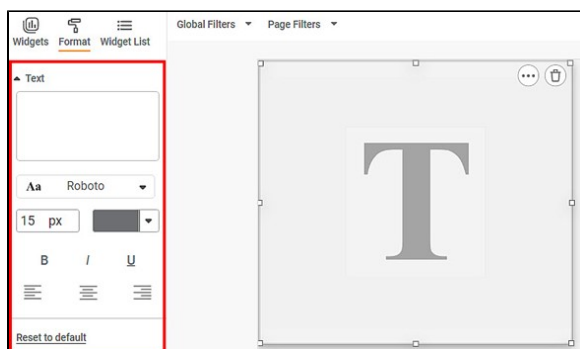 Widgets Format Widget List Global Filters Page Filters
Text
Aa Roboto
15 px
B I U
Reset to default
T